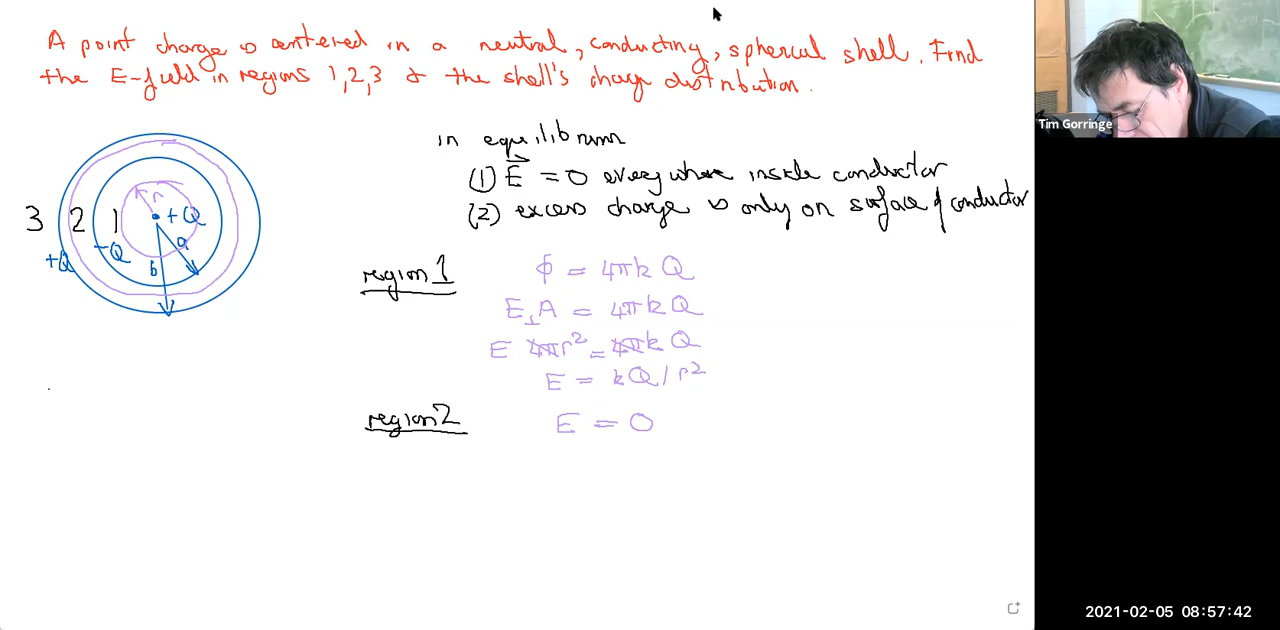 A point charge is centered in a neutral, conducting, spherical shell. Find
the E-field in regions 1,2,3 & the shell's charge distribution.
in equilibrium
(1) E⃗ = 0 everywhere inside conductor
(2) excess charge is only on surface of conductor
Tim Gorringe
3 2 1 +Q
r
a
-Q
+Q
b
region 1
ϕ = 4πkQ
E⊥A = 4πkQ
E 4πr² = 4πkQ
E = kQ/r²
region 2
E = 0
2021-02-05 08:57:42